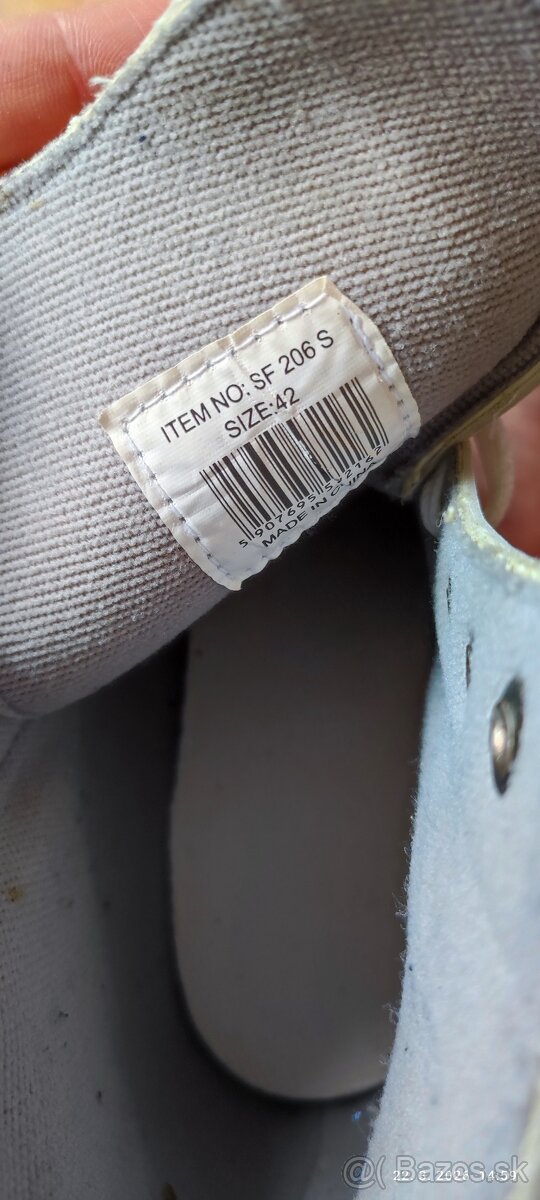 ITEM NO: SF 206 S
SIZE:42
MADE IN CHINA
@( Bazos.sk